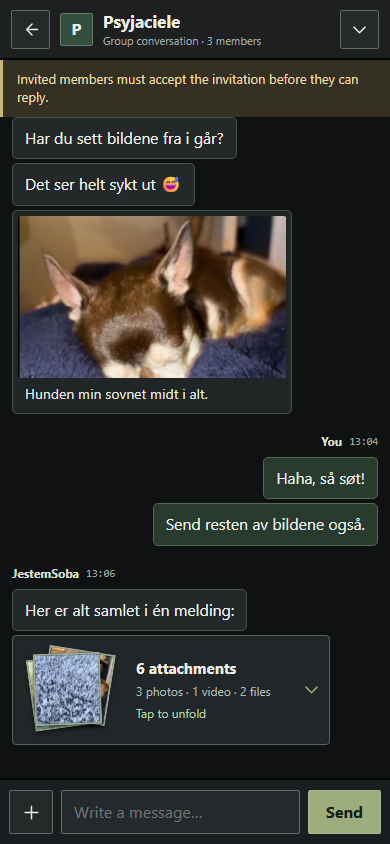 P
Psyjaciele
Group conversation · 3 members
Invited members must accept the invitation before they can
reply.
Har du sett bildene fra i går?
Det ser helt sykt ut 😅
Hunden min sovnet midt i alt.
You 13:04
Haha, så søt!
Send resten av bildene også.
JestemSoba 13:06
Her er alt samlet i én melding:
6 attachments
3 photos · 1 video · 2 files
Tap to unfold
Write a message...
Send